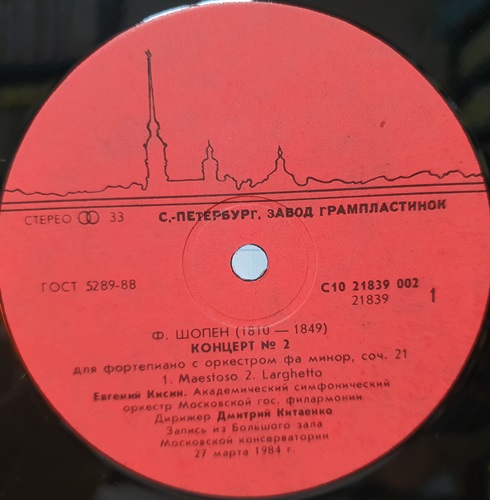 СТЕРЕО 33
С.-ПЕТЕРБУРГ, ЗАВОД ГРАМПЛАСТИНОК
ГОСТ 5289-88
С10 21839 002
21839
1
Ф. ШОПЕН (1810 — 1849)
КОНЦЕРТ № 2
для фортепиано с оркестром фа минор, соч. 21
1. Maestoso 2. Larghetto
Евгений Кисин. Академический симфонический
оркестр Московской гос. филармонии
Дирижер Дмитрий Китаенко
Запись из Большого зала
Московской консерватории
27 марта 1984 г.